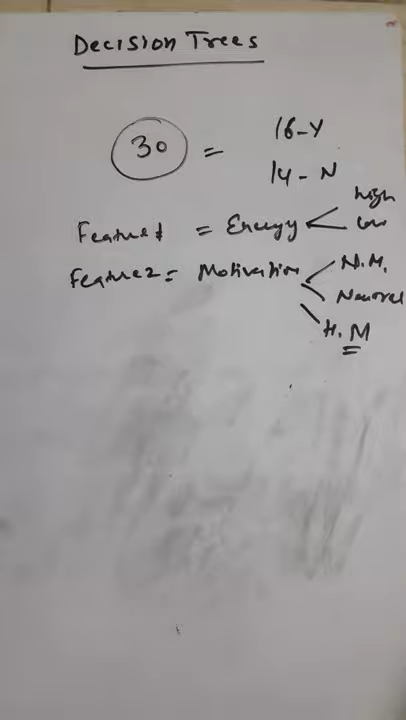 Decision Trees
30 = 16-Y
14-N
Feature1 = Energy high
low
Feature2 = Motivation N.M.
Neutral
H.M